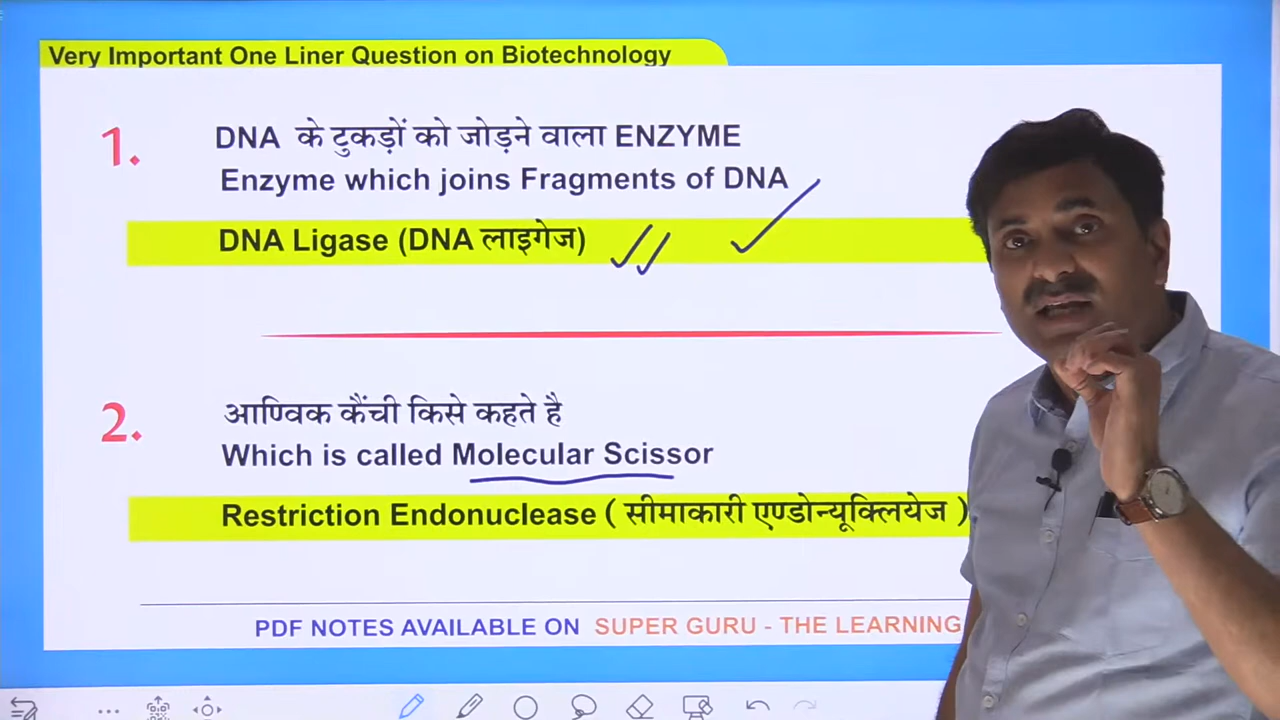 Very Important One Liner Question on Biotechnology
1.
DNA के टुकड़ों को जोड़ने वाला ENZYME
Enzyme which joins Fragments of DNA
DNA Ligase (DNA लाइगेज)
2.
आण्विक कैंची किसे कहते है
Which is called Molecular Scissor
Restriction Endonuclease ( सीमाकारी एण्डोन्यूक्लियेज )
PDF NOTES AVAILABLE ON SUPER GURU - THE LEARNING